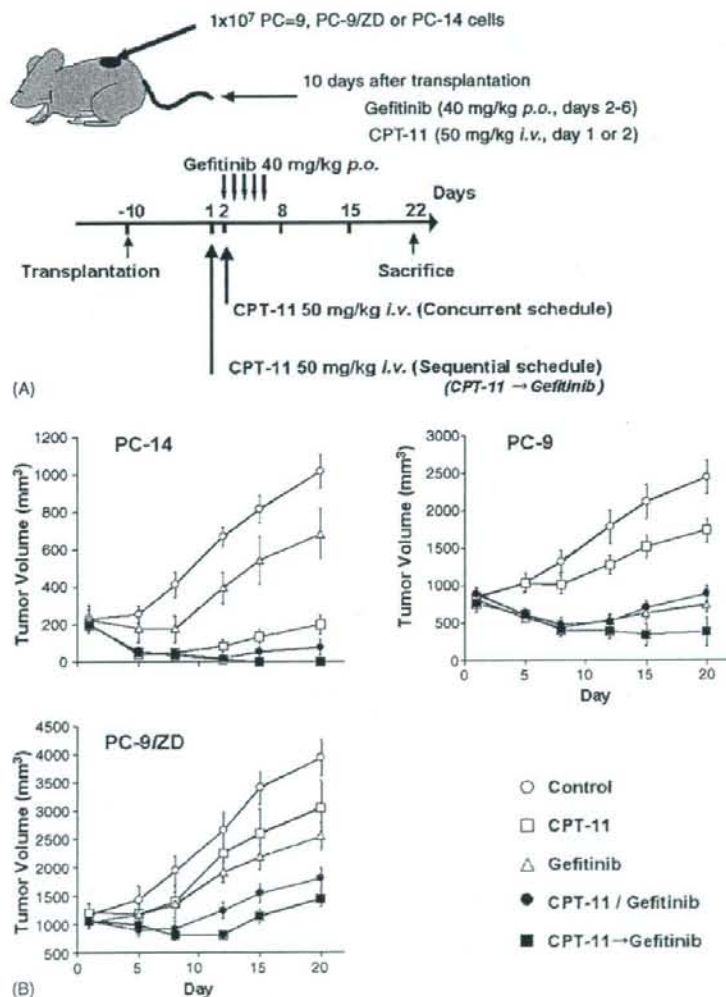 1x10⁷ PC=9, PC-9/ZD or PC-14 cells
10 days after transplantation
Gefitinib (40 mg/kg p.o., days 2-6)
CPT-11 (50 mg/kg i.v., day 1 or 2)
Gefitinib 40 mg/kg p.o.
Days
-10 1 2 8 15 22
Transplantation Sacrifice
CPT-11 50 mg/kg i.v. (Concurrent schedule)
CPT-11 50 mg/kg i.v. (Sequential schedule)
(CPT-11 → Gefitinib)
(A)
PC-14
Tumor Volume (mm³)
1200
1000
800
600
400
200
0
0 5 10 15 20
PC-9
Tumor Volume (mm³)
3000
2500
2000
1500
1000
500
0
0 5 10 15 20
Day
PC-9/ZD
Tumor Volume (mm³)
4500
4000
3500
3000
2500
2000
1500
1000
500
0 5 10 15 20
Day
Control
CPT-11
Gefitinib
CPT-11 / Gefitinib
CPT-11→Gefitinib
(B)